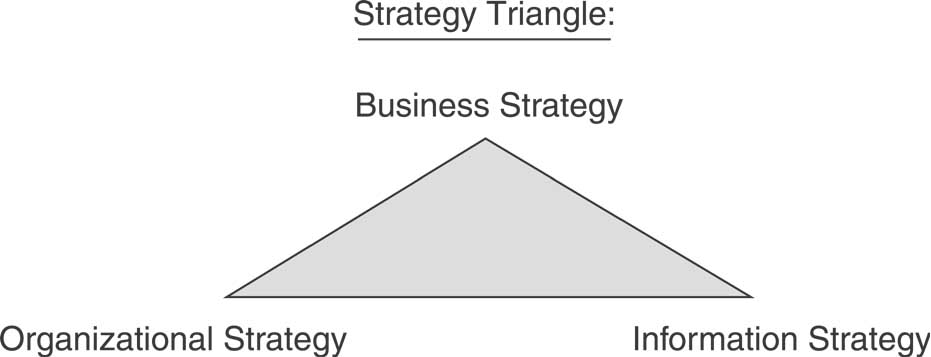 Strategy Triangle:
Business Strategy
Organizational Strategy
Information Strategy